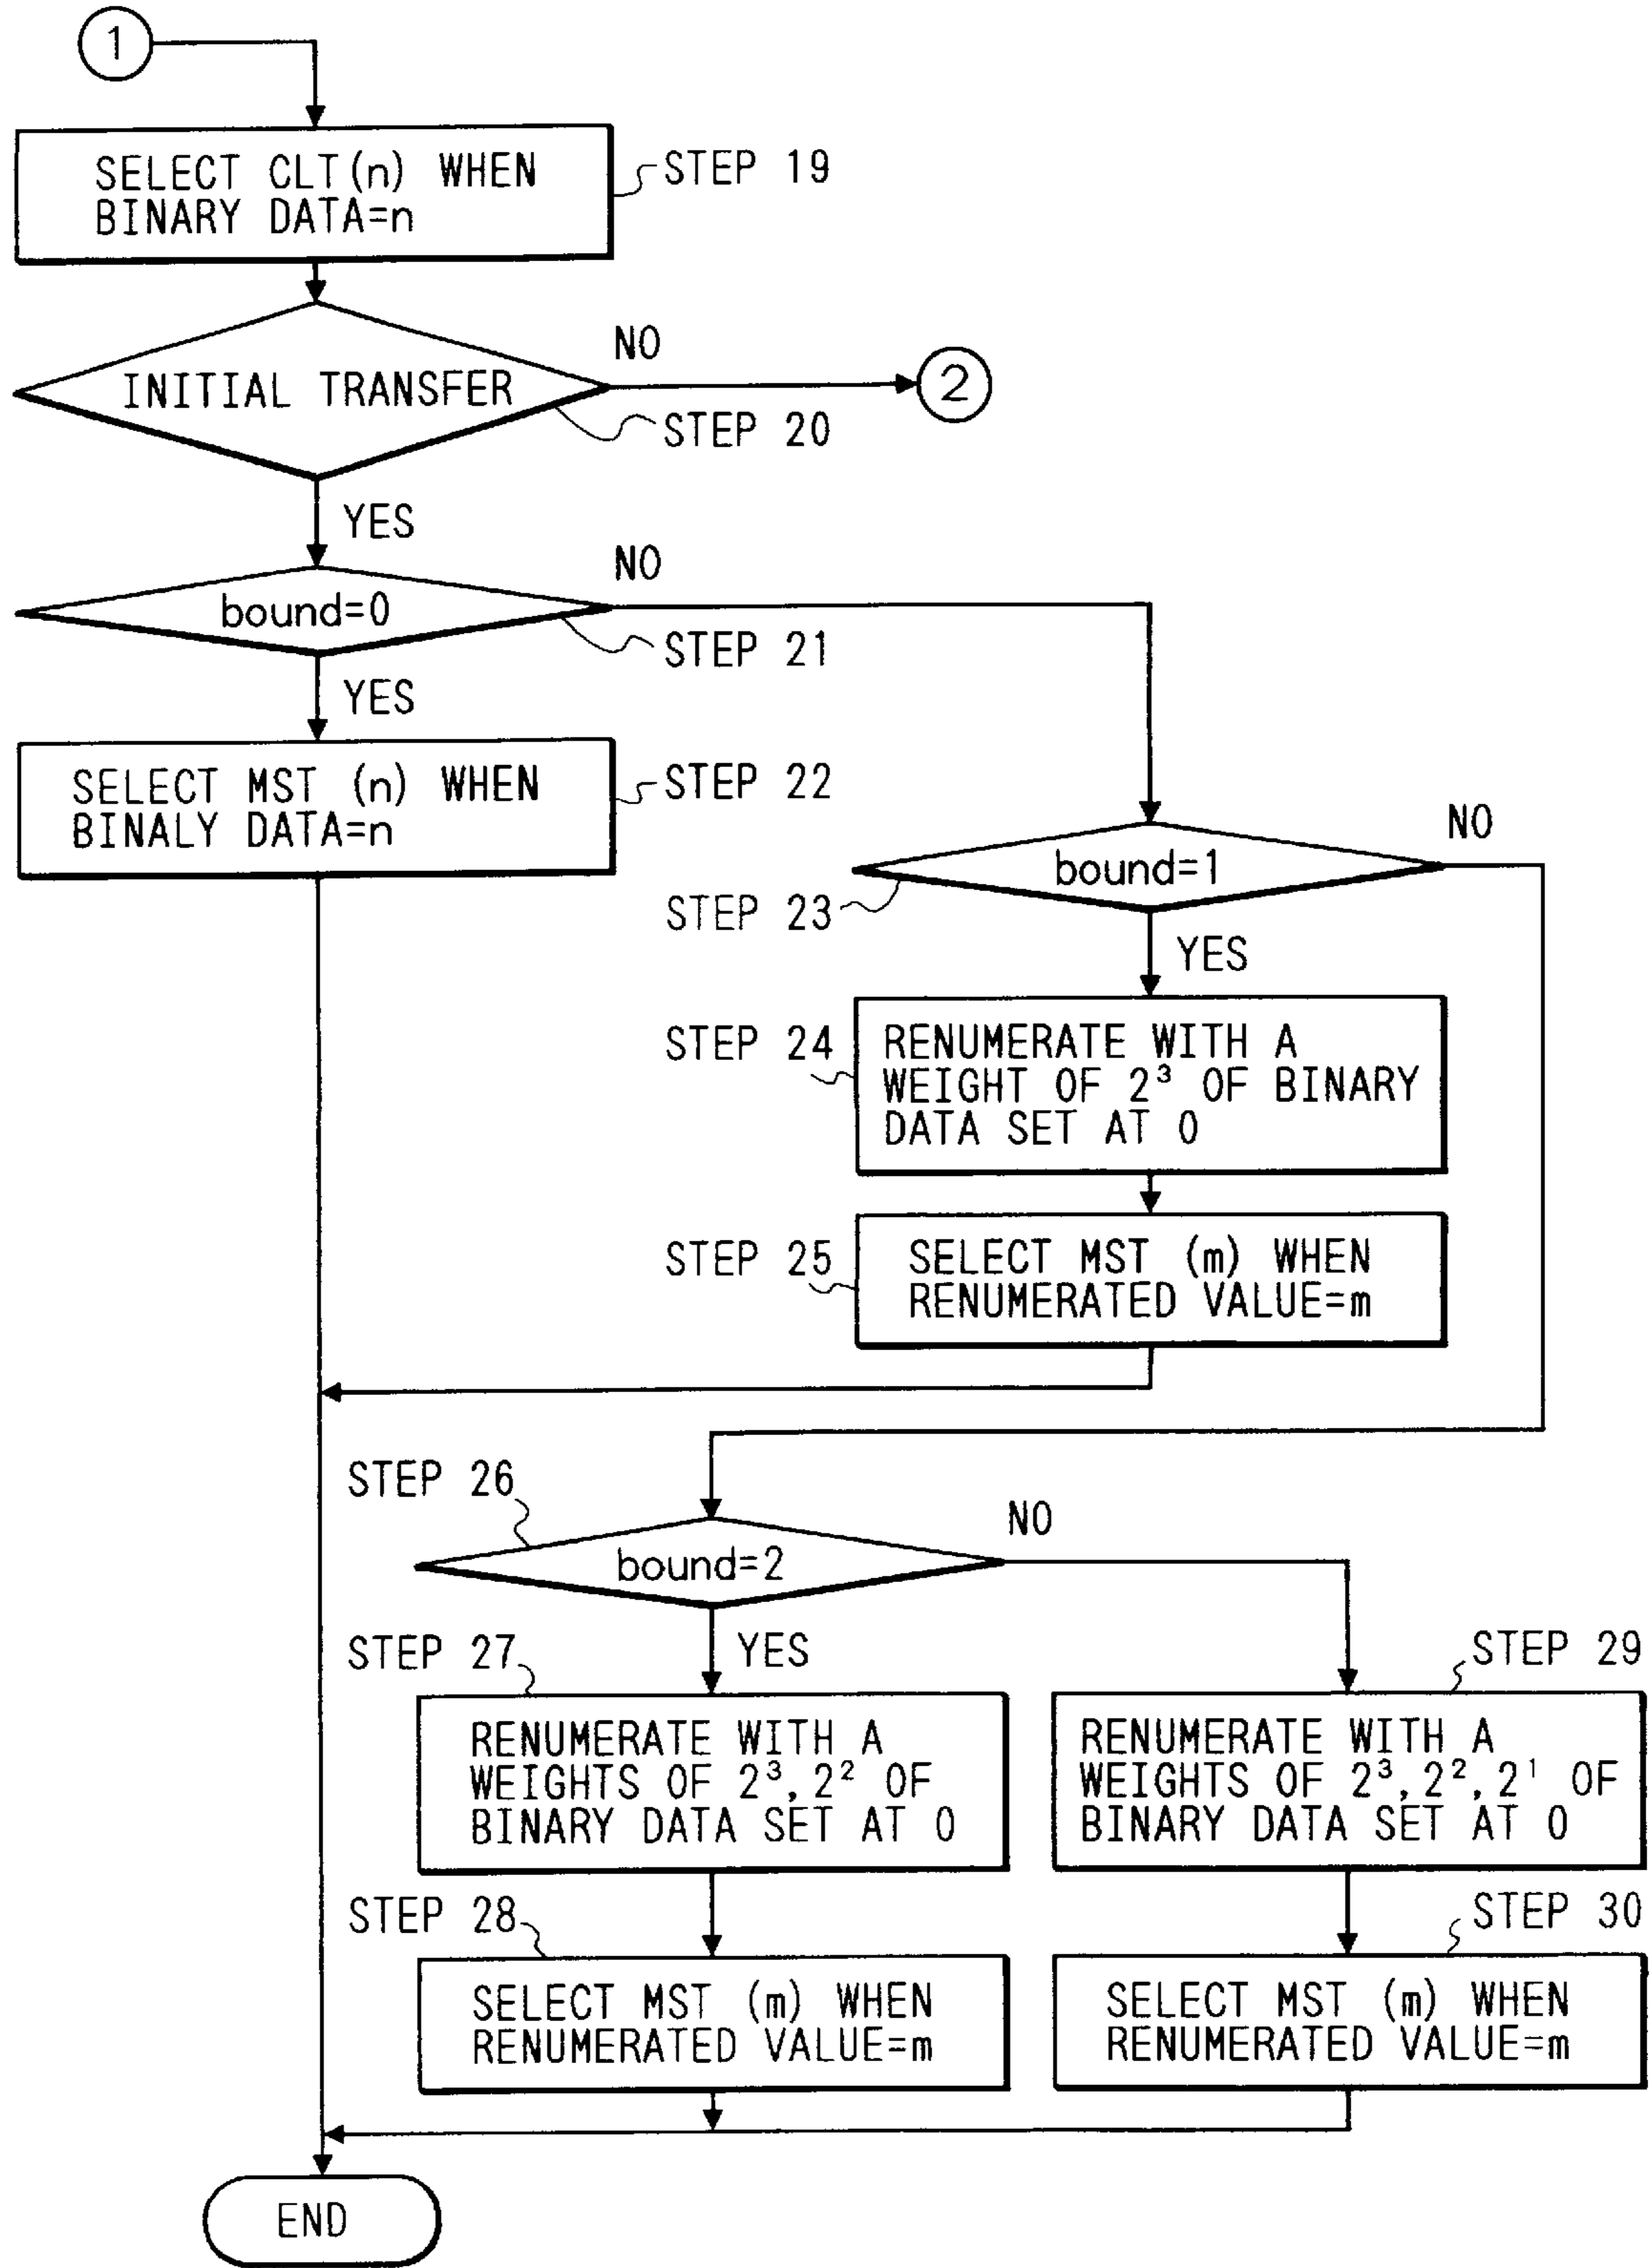 1
SELECT CLT(n) WHEN
BINARY DATA=n
STEP 19
INITIAL TRANSFER
NO
2
STEP 20
YES
bound=0
NO
STEP 21
YES
SELECT MST (n) WHEN
BINALY DATA=n
STEP 22
bound=1
NO
STEP 23
YES
STEP 24
RENUMERATE WITH A
WEIGHT OF 2³ OF BINARY
DATA SET AT 0
STEP 25
SELECT MST (m) WHEN
RENUMERATED VALUE=m
STEP 26
bound=2
NO
YES
STEP 27
RENUMERATE WITH A
WEIGHTS OF 2³,2² OF
BINARY DATA SET AT 0
STEP 29
RENUMERATE WITH A
WEIGHTS OF 2³,2²,2¹ OF
BINARY DATA SET AT 0
STEP 28
SELECT MST (m) WHEN
RENUMERATED VALUE=m
STEP 30
SELECT MST (m) WHEN
RENUMERATED VALUE=m
END